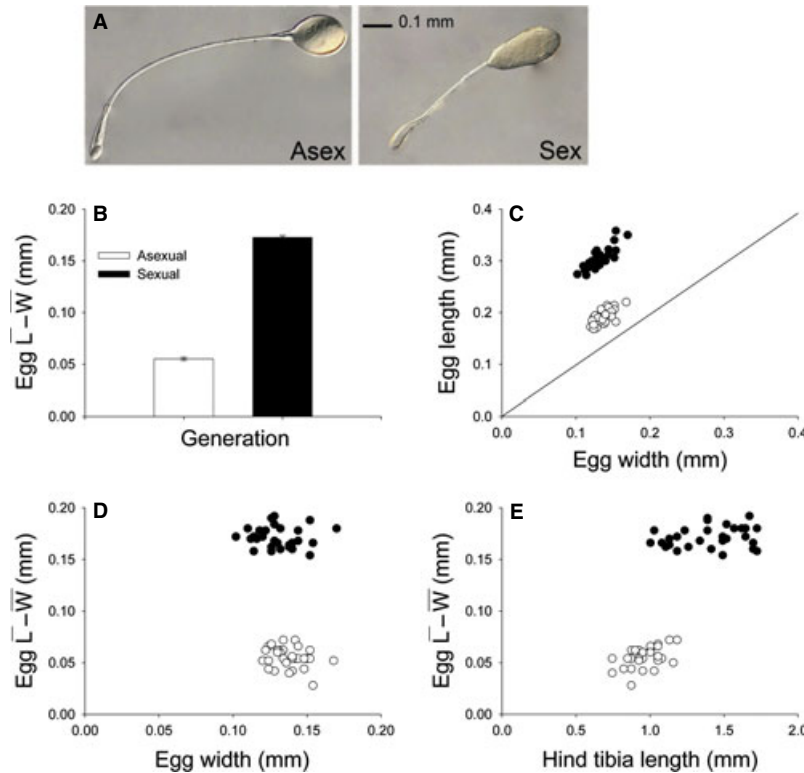 A
Asex
0.1 mm
Sex
B
0.20
0.15
0.10
0.05
0.00
Egg L̅–W̅ (mm)
Asexual
Sexual
Generation
C
0.4
0.3
0.2
0.1
0.0
Egg length (mm)
0.0 0.1 0.2 0.3 0.4
Egg width (mm)
D
0.20
0.15
0.10
0.05
0.00
Egg L̅–W̅ (mm)
0.00 0.05 0.10 0.15 0.20
Egg width (mm)
E
0.20
0.15
0.10
0.05
0.00
Egg L̅–W̅ (mm)
0.0 0.5 1.0 1.5 2.0
Hind tibia length (mm)